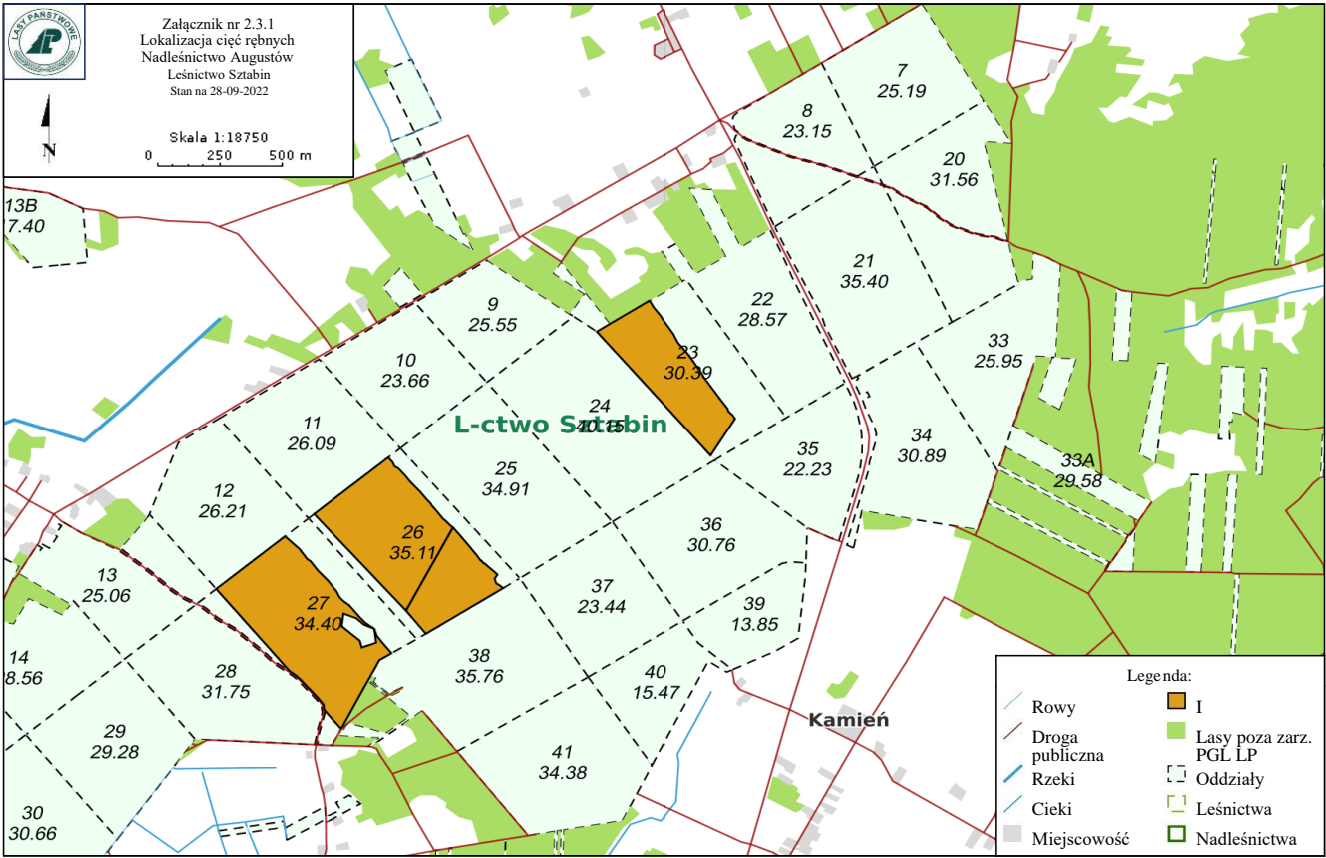 LASY PAŃSTWOWE
Załącznik nr 2.3.1
Lokalizacja cięć rębnych
Nadleśnictwo Augustów
Leśnictwo Sztabin
Stan na 28-09-2022
N
Skala 1:18750
0 250 500 m
7
25.19
8
23.15
20
31.56
13B
7.40
21
35.40
22
28.57
9
25.55
33
25.95
23
30.39
10
23.66
24
40.15
L-ctwo Sztabin
11
26.09
34
30.89
35
22.23
33A
29.58
25
34.91
12
26.21
36
30.76
26
35.11
13
25.06
37
23.44
39
13.85
27
34.40
14
8.56
38
35.76
28
31.75
40
15.47
Kamień
29
29.28
41
34.38
30
30.66
Legenda:
Rowy
Droga
publiczna
Rzeki
Cieki
Miejscowość
I
Lasy poza zarz.
PGL LP
Oddziały
Leśnictwa
Nadleśnictwa